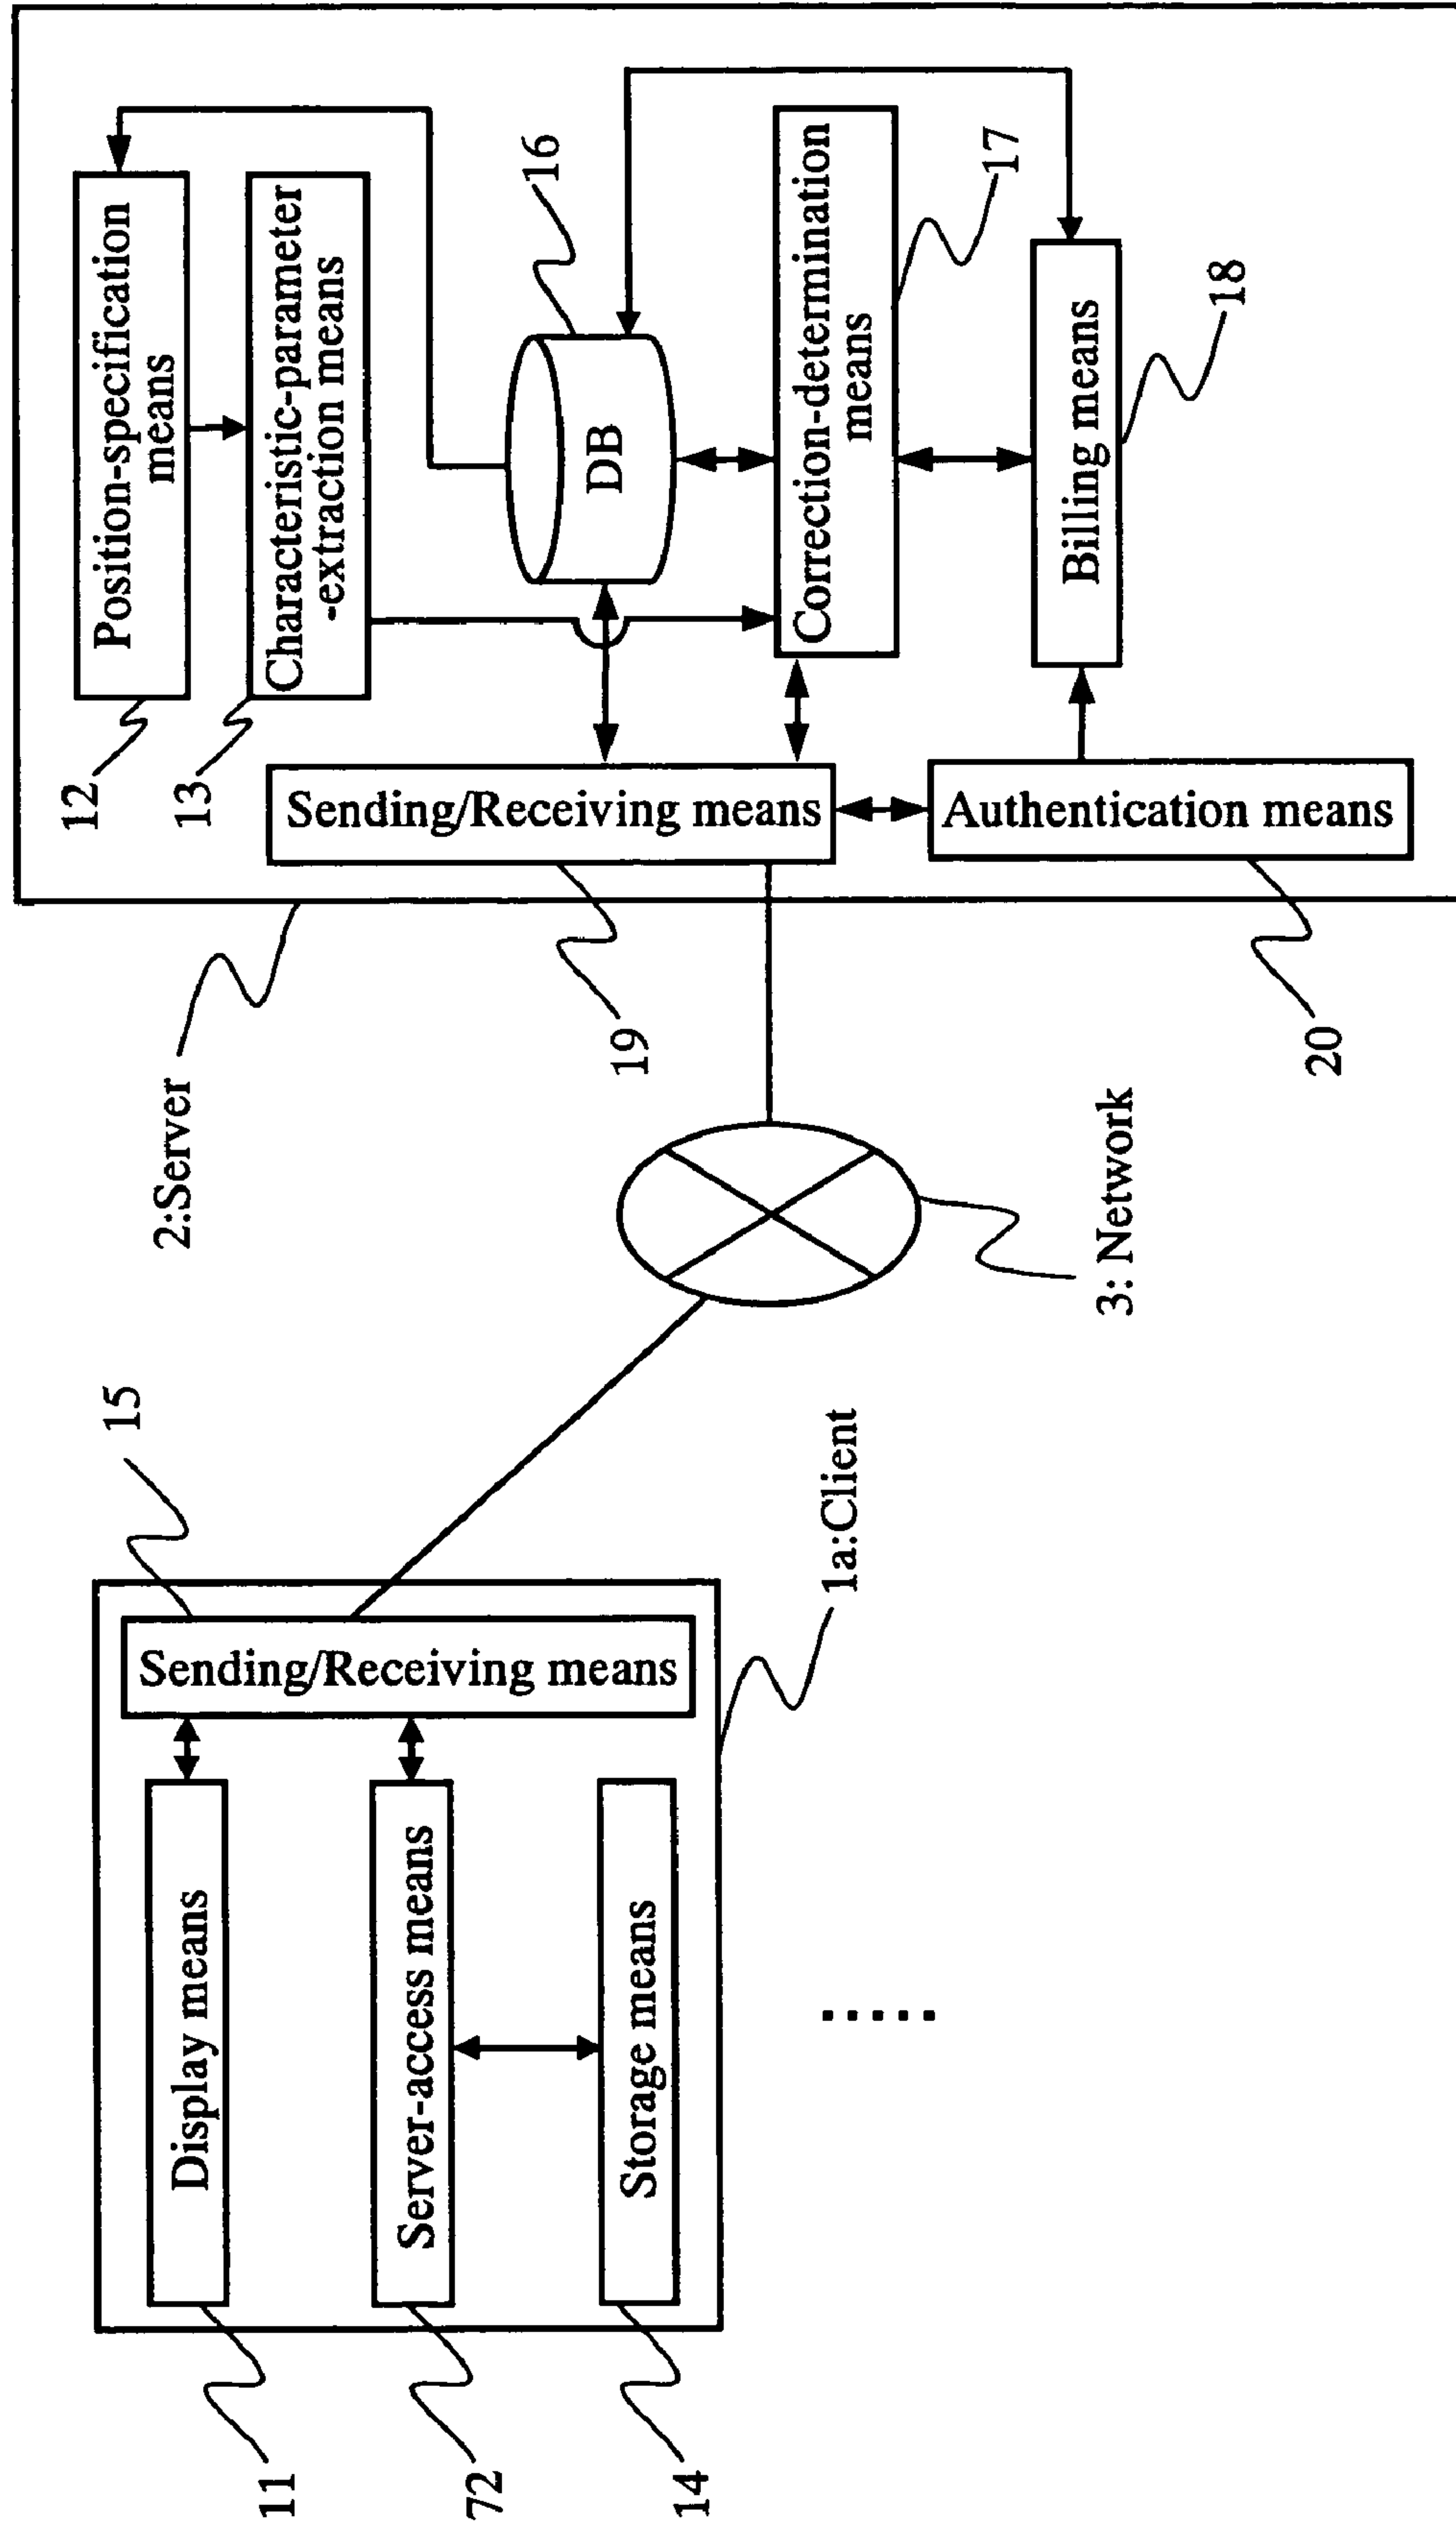 11
Display means
72
Server-access means
14
Storage means
15
Sending/Receiving means
1a:Client
.....
3: Network
2:Server
12
Position-specification
means
13
Characteristic-parameter
-extraction means
19
Sending/Receiving means
16
DB
Correction-determination
means
17
Billing means
18
Authentication means
20